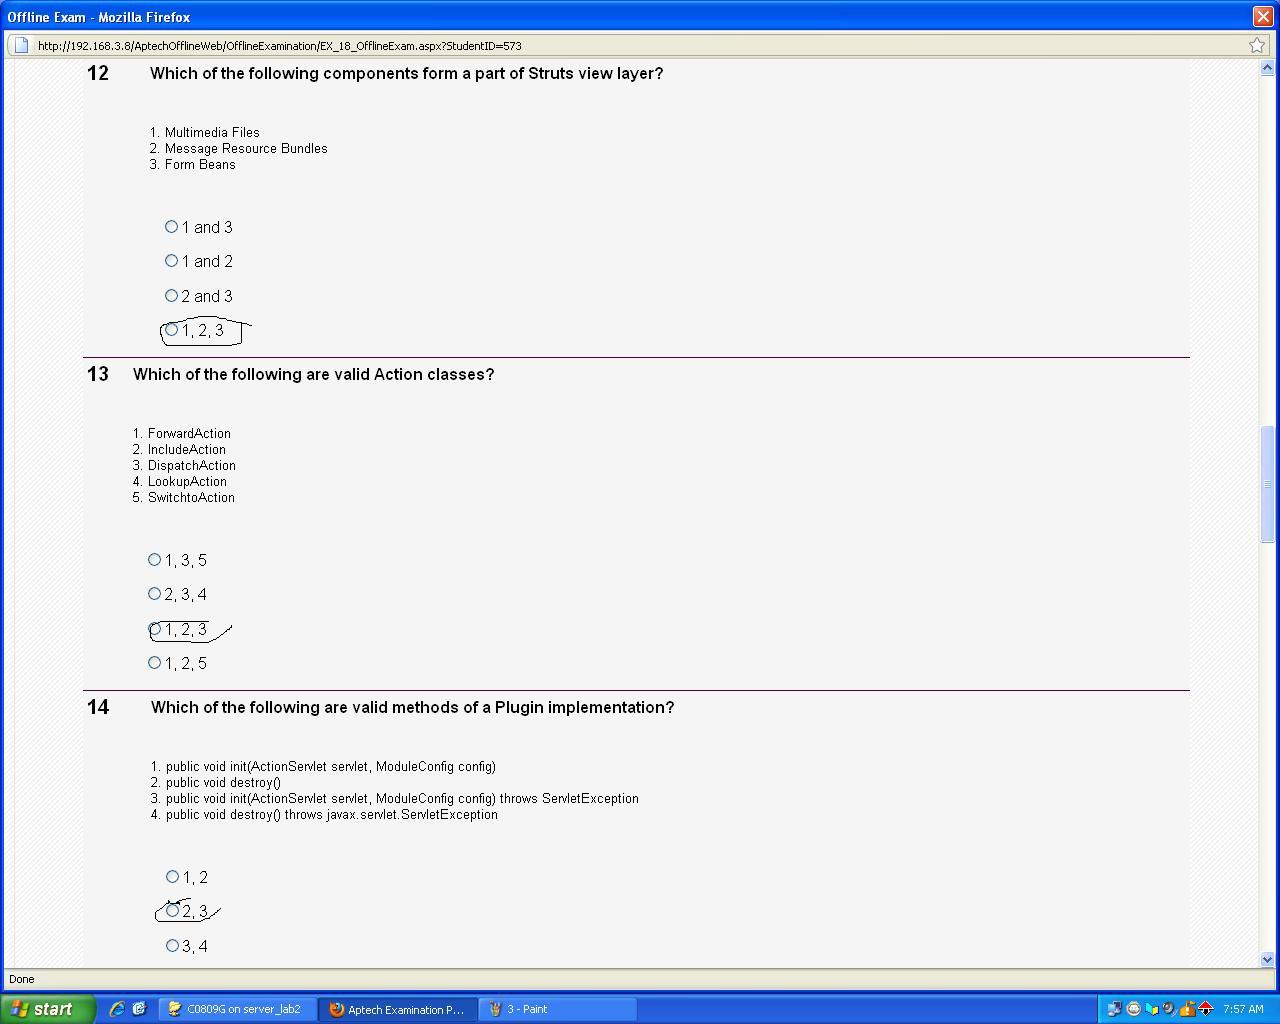 Offline Exam - Mozilla Firefox
http://192.168.3.8/AptechOfflineWeb/OfflineExamination/EX_18_OfflineExam.aspx?StudentID=573
12 Which of the following components form a part of Struts view layer?
1. Multimedia Files
2. Message Resource Bundles
3. Form Beans
1 and 3
1 and 2
2 and 3
1, 2, 3
13 Which of the following are valid Action classes?
1. ForwardAction
2. IncludeAction
3. DispatchAction
4. LookupAction
5. SwitchtoAction
1, 3, 5
2, 3, 4
1, 2, 3
1, 2, 5
14 Which of the following are valid methods of a Plugin implementation?
1. public void init(ActionServlet servlet, ModuleConfig config)
2. public void destroy()
3. public void init(ActionServlet servlet, ModuleConfig config) throws ServletException
4. public void destroy() throws javax.servlet.ServletException
1, 2
2, 3
3, 4
Done
start C0809G on server_lab2 Aptech Examination P... 3 - Paint 7:57 AM